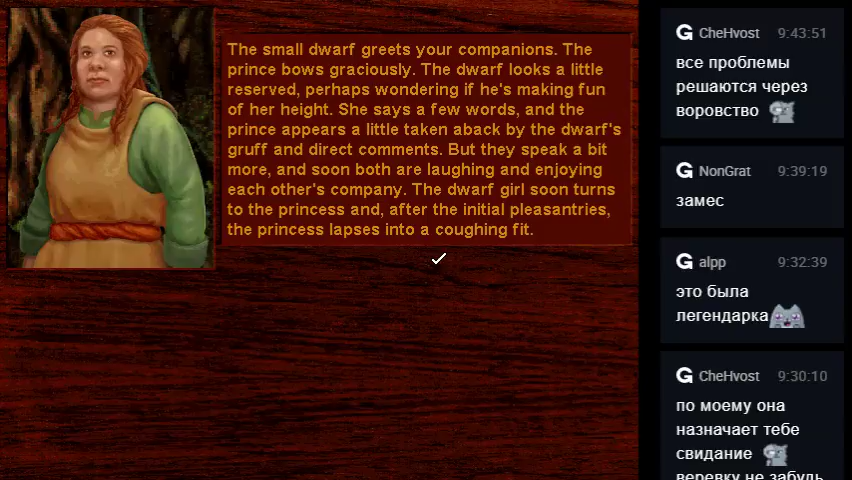 The small dwarf greets your companions. The
prince bows graciously. The dwarf looks a little
reserved, perhaps wondering if he's making fun
of her height. She says a few words, and the
prince appears a little taken aback by the dwarf's
gruff and direct comments. But they speak a bit
more, and soon both are laughing and enjoying
each other's company. The dwarf girl soon turns
to the princess and, after the initial pleasantries,
the princess lapses into a coughing fit.
G CheHvost 9:43:51
все проблемы
решаются через
воровство
G NonGrat 9:39:19
замес
G alpp 9:32:39
это была
легендарка
G CheHvost 9:30:10
по моему она
назначает тебе
свидание
веревку не забудь